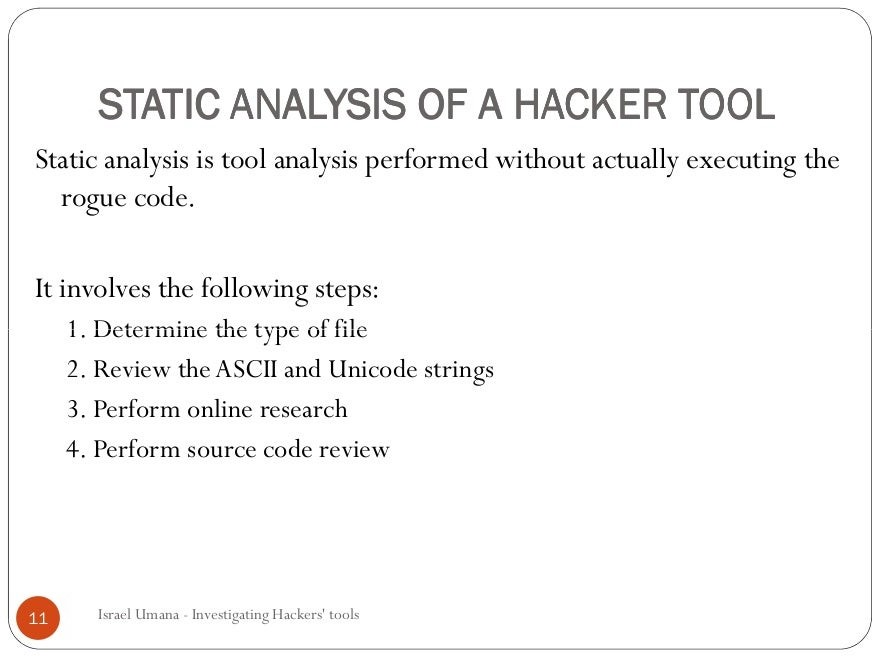 STATIC ANALYSIS OF A HACKER TOOL
Static analysis is tool analysis performed without actually executing the
rogue code.
It involves the following steps:
1. Determine the type of file
2. Review the ASCII and Unicode strings
3. Perform online research
4. Perform source code review
11
Israel Umana - Investigating Hackers' tools